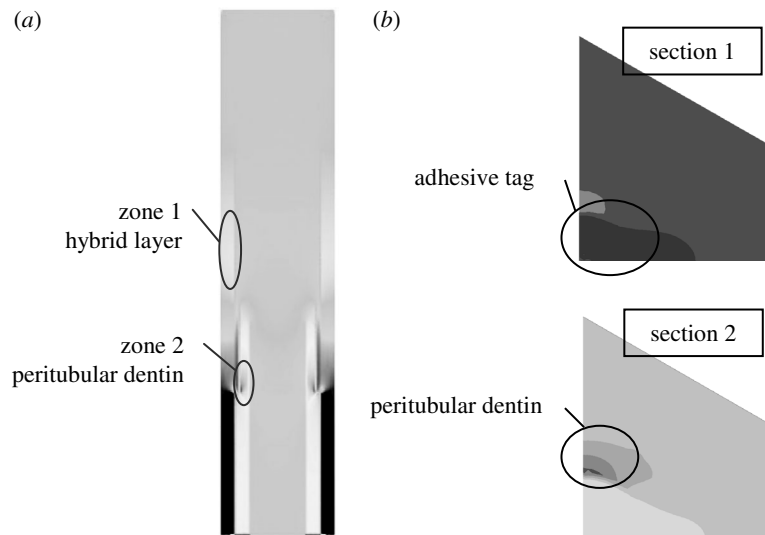 (a)
zone 1
hybrid layer
zone 2
peritubular dentin
(b)
section 1
adhesive tag
section 2
peritubular dentin